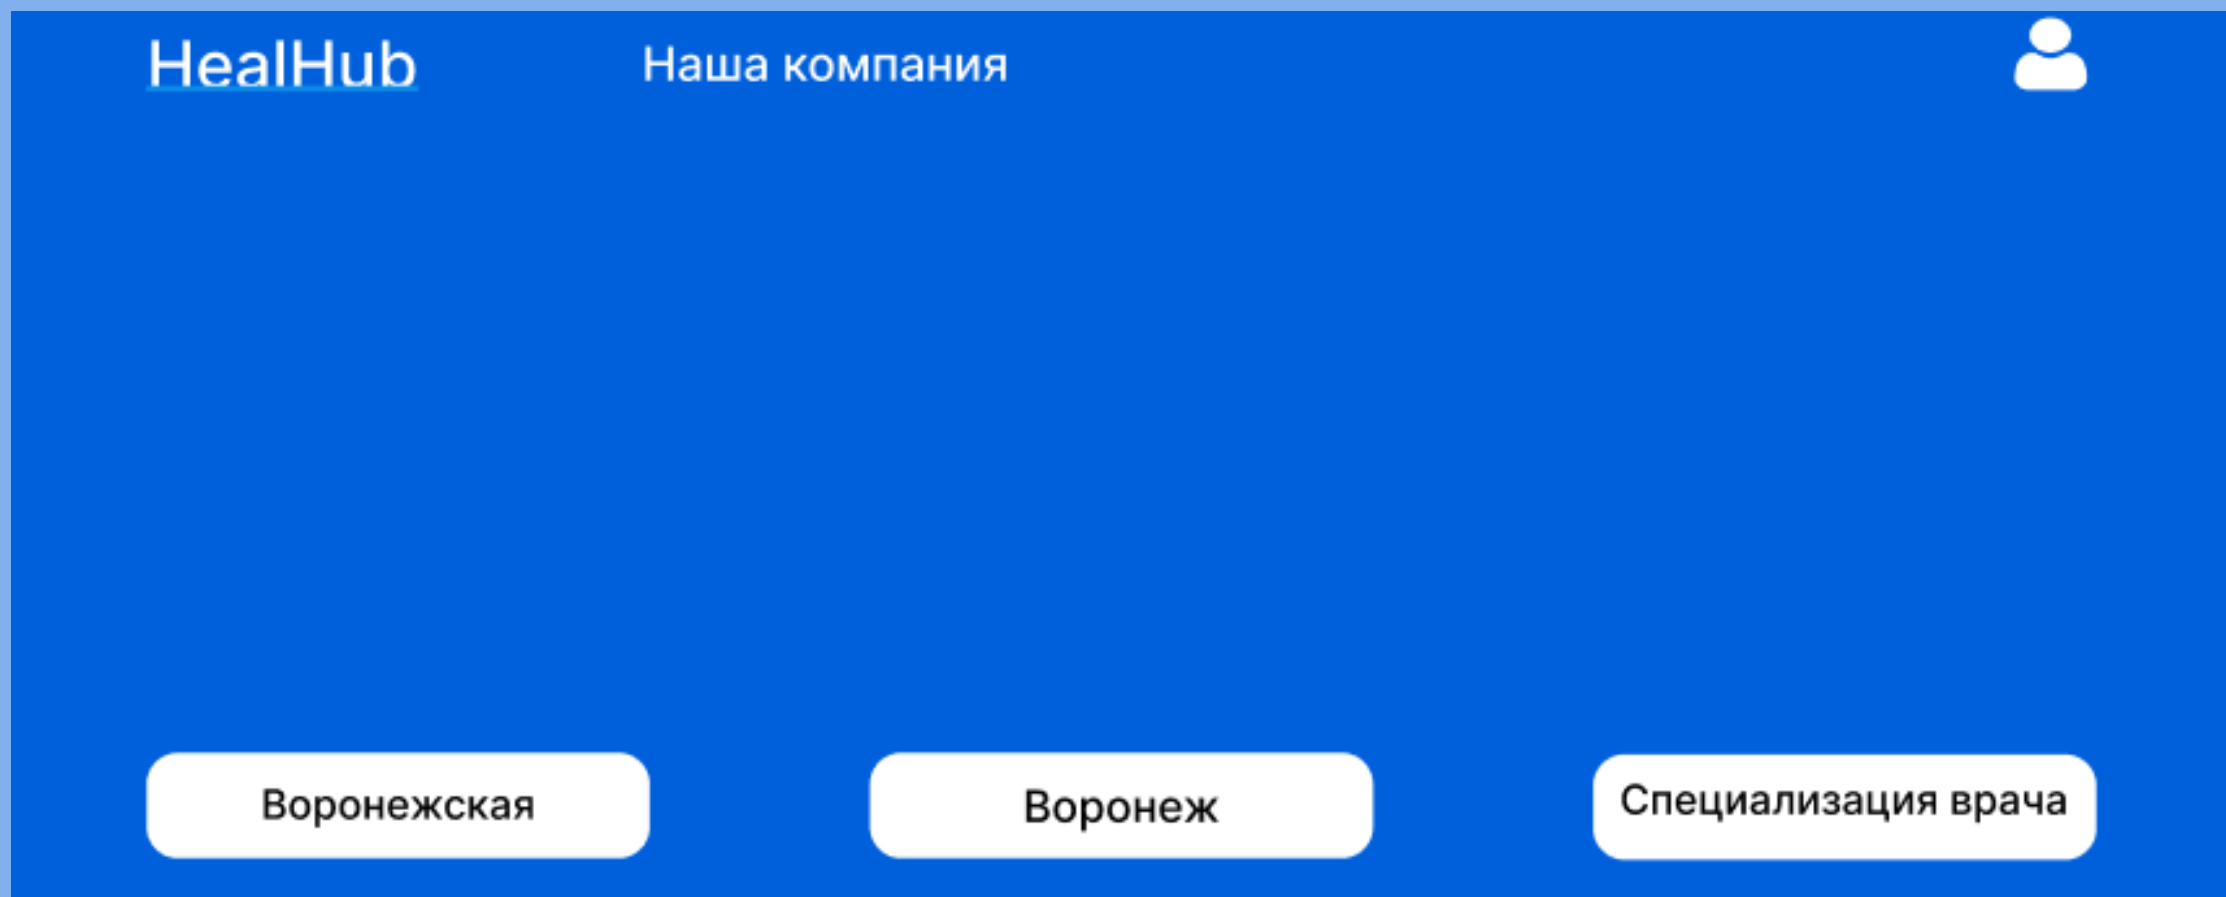 HealHub
Наша компания
Воронежская
Воронеж
Специализация врача